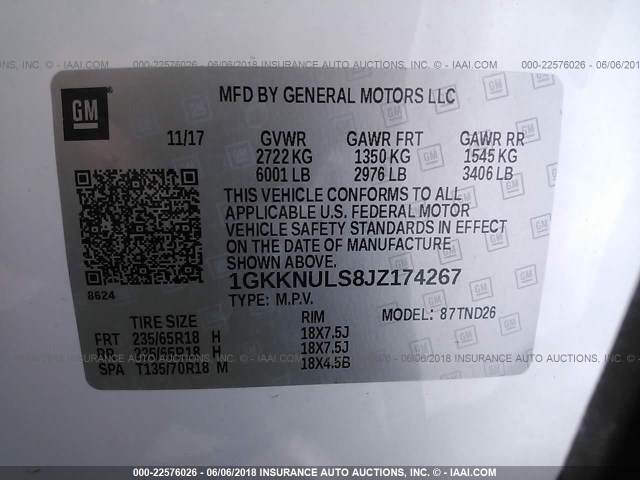 000-22576026 - 06/06/2018 INSURANCE AUTO AUCTIONS, INC. - IAAI.COM
GM
MFD BY GENERAL MOTORS LLC
11/17 GVWR GAWR FRT GAWR RR
2722 KG 1350 KG 1545 KG
6001 LB 2976 LB 3406 LB
THIS VEHICLE CONFORMS TO ALL
APPLICABLE U.S. FEDERAL MOTOR
VEHICLE SAFETY STANDARDS IN EFFECT
ON THE DATE OF MANUFACTURE
SHOWN ABOVE.
8624
1GKKNULS8JZ174267
TYPE: M.P.V. MODEL: 87TND26
TIRE SIZE RIM
FRT 235/65R18 H 18X7.5J
RR 235/65R18 H 18X7.5J
SPA T135/70R18 M 18X4.5B
000-22576026 - 06/06/2018 INSURANCE AUTO AUCTIONS, INC. - IAAI.COM